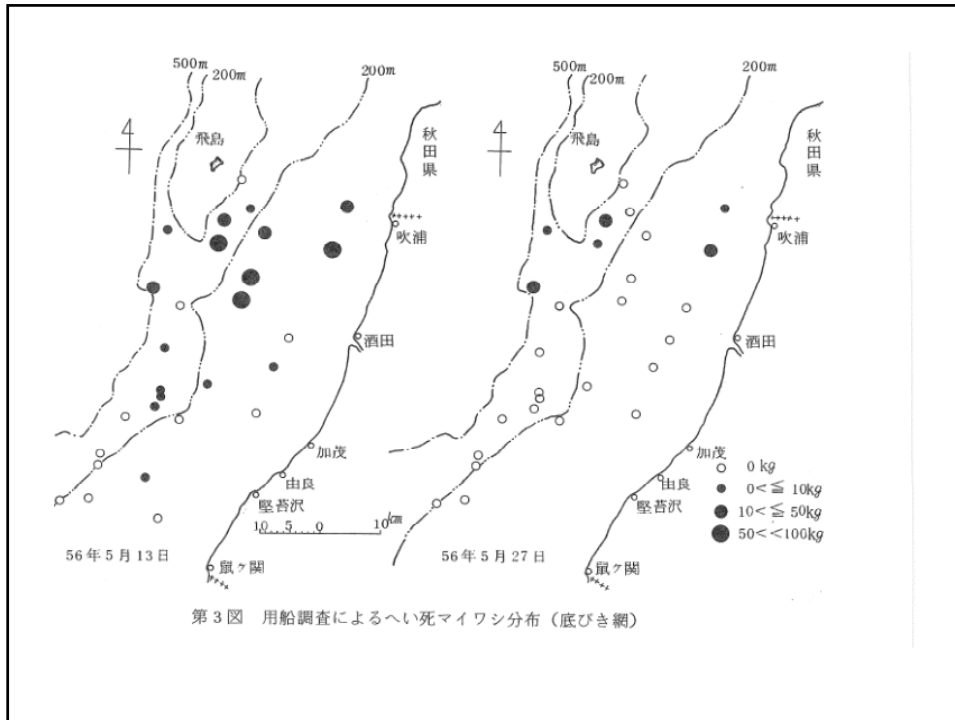 500m
200m
200m
飛島
秋田県
吹浦
酒田
加茂
由良
堅苔沢
鼠ヶ関
10 5 0 10km
56年5月13日
500m
200m
200m
飛島
秋田県
吹浦
酒田
加茂
由良
堅苔沢
鼠ヶ関
56年5月27日
0 kg
0<≦10kg
10<≦50kg
50<<100kg
第3図 用船調査によるへい死マイワシ分布(底びき網)